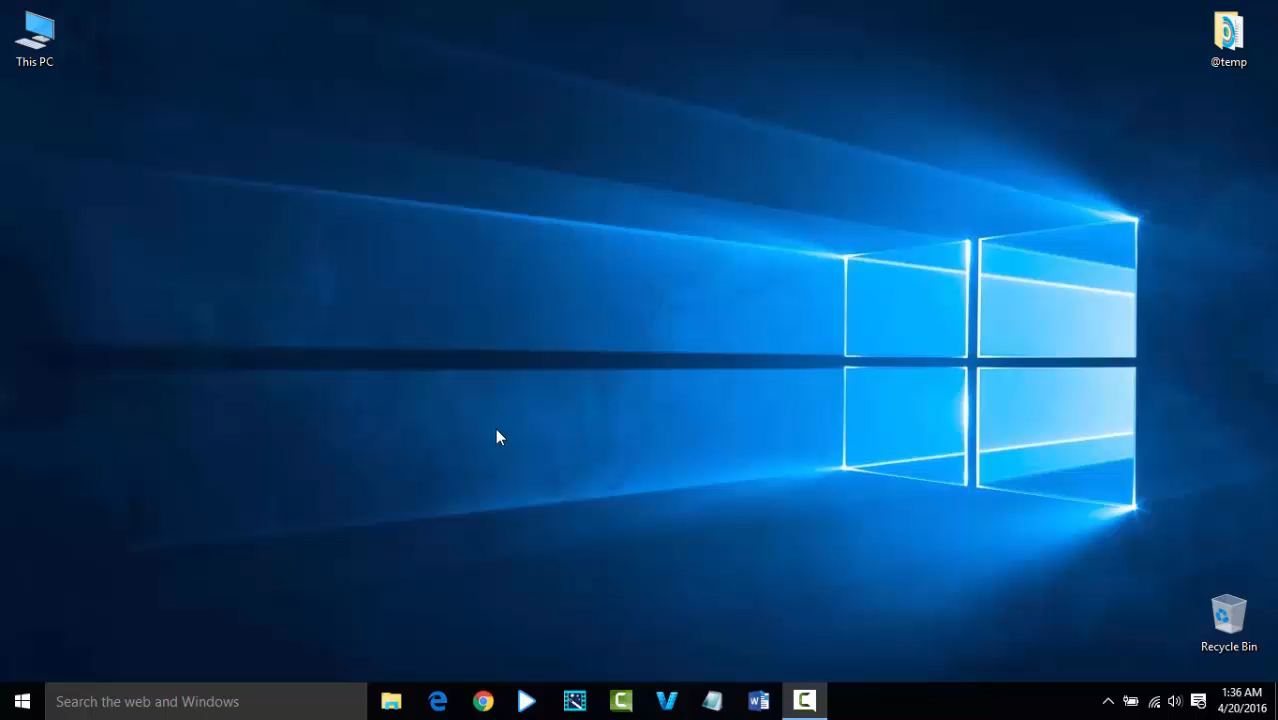 This PC
@temp
Recycle Bin
Search the web and Windows
1:36 AM
4/20/2016